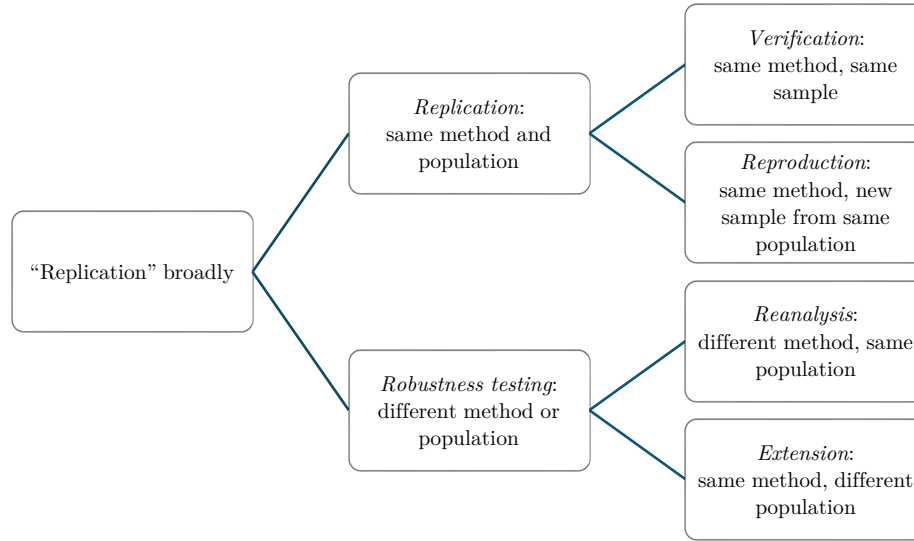 “Replication” broadly
Replication:
same method and
population
Robustness testing:
different method or
population
Verification:
same method, same
sample
Reproduction:
same method, new
sample from same
population
Reanalysis:
different method, same
population
Extension:
same method, different
population